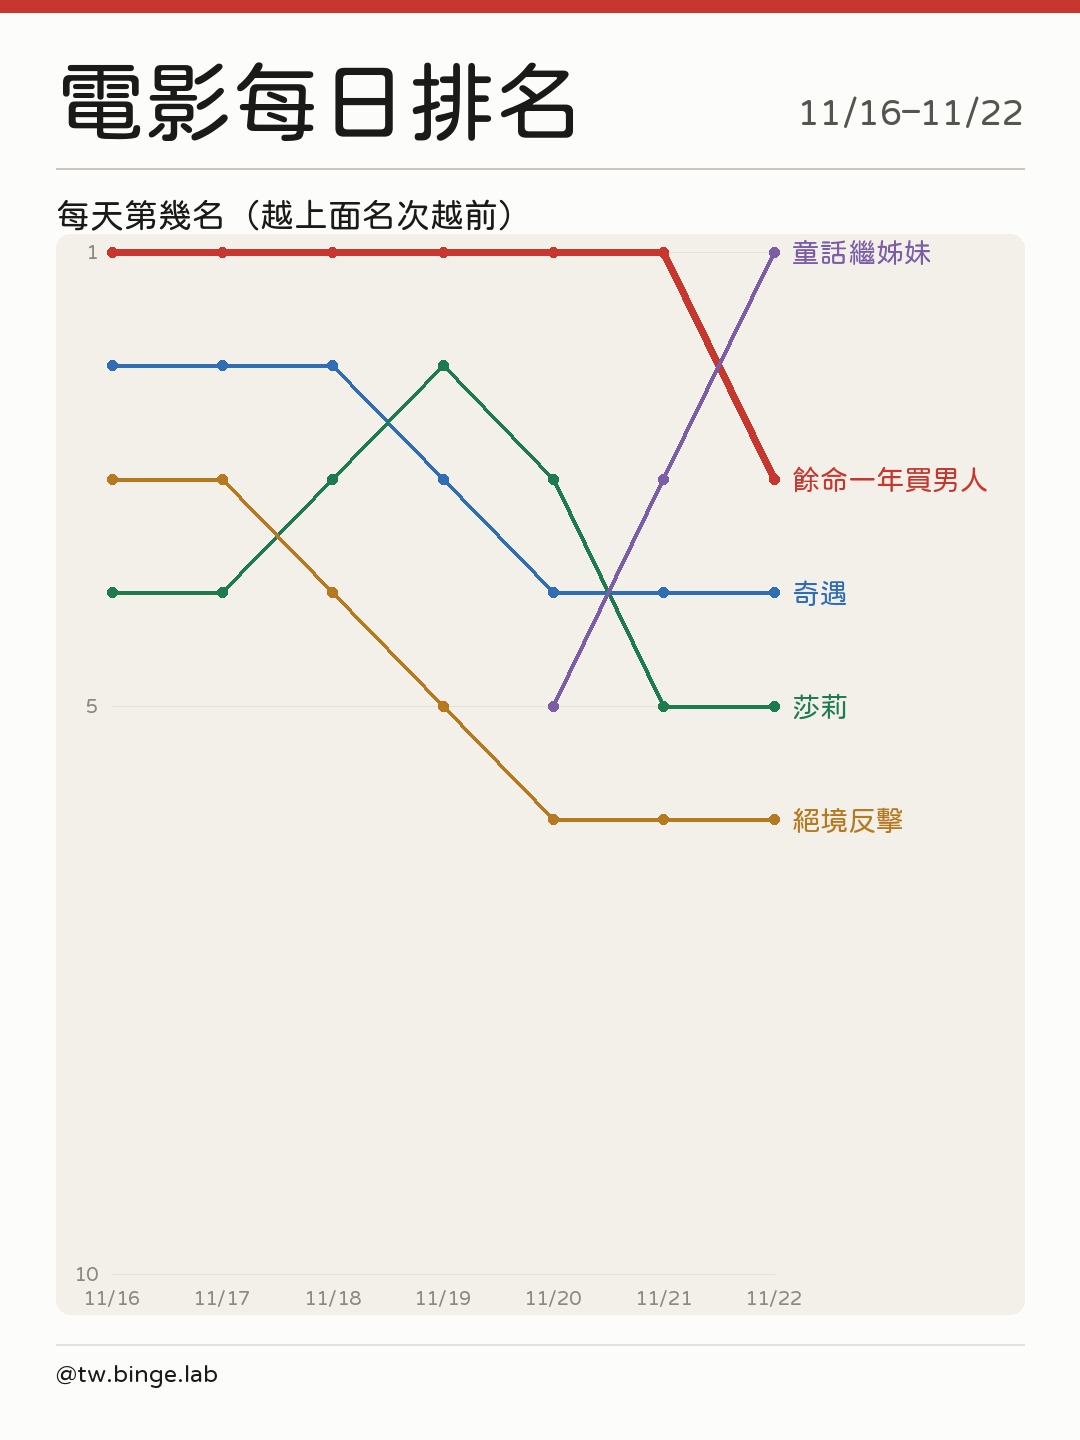 電影每日排名
11/16–11/22
每天第幾名（越上面名次越前）
1
童話繼姊妹
餘命一年買男人
奇遇
5
莎莉
絕境反擊
10
11/16 11/17 11/18 11/19 11/20 11/21 11/22
@tw.binge.lab